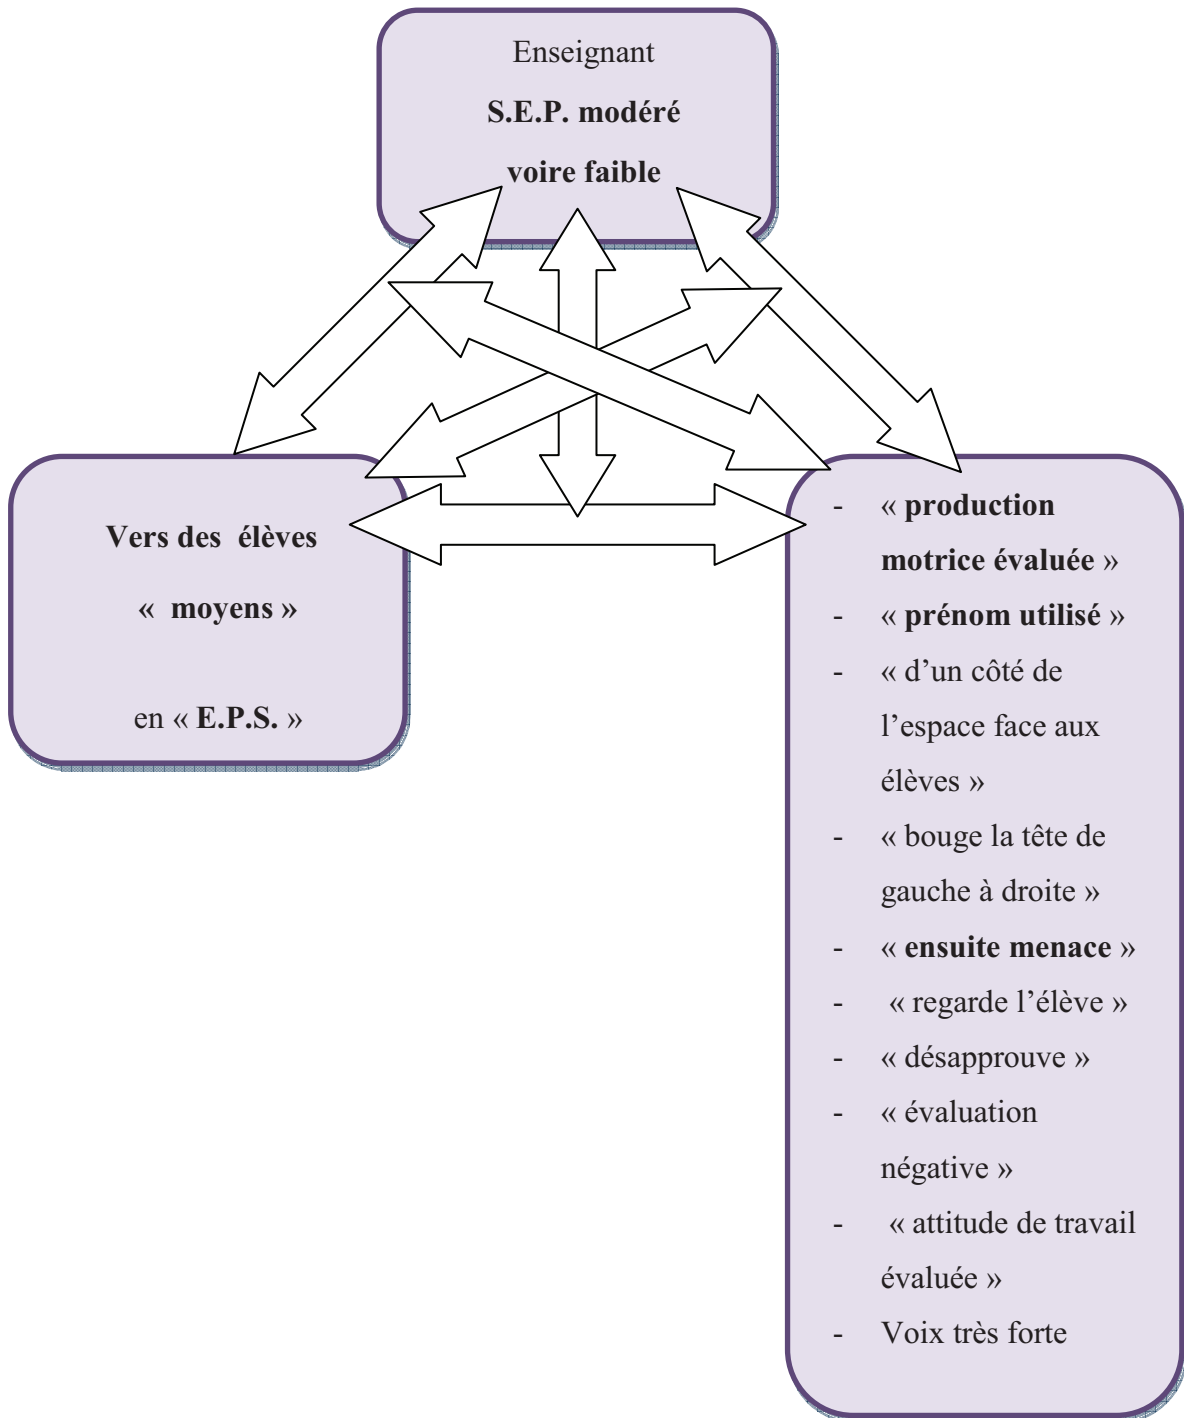 Enseignant
S.E.P. modéré
voire faible
Vers des élèves
« moyens »
en « E.P.S. »
- « production
motrice évaluée »
- « prénom utilisé »
- « d’un côté de
l’espace face aux
élèves »
- « bouge la tête de
gauche à droite »
- « ensuite menace »
- « regarde l’élève »
- « désapprouve »
- « évaluation
négative »
- « attitude de travail
évaluée »
- Voix très forte